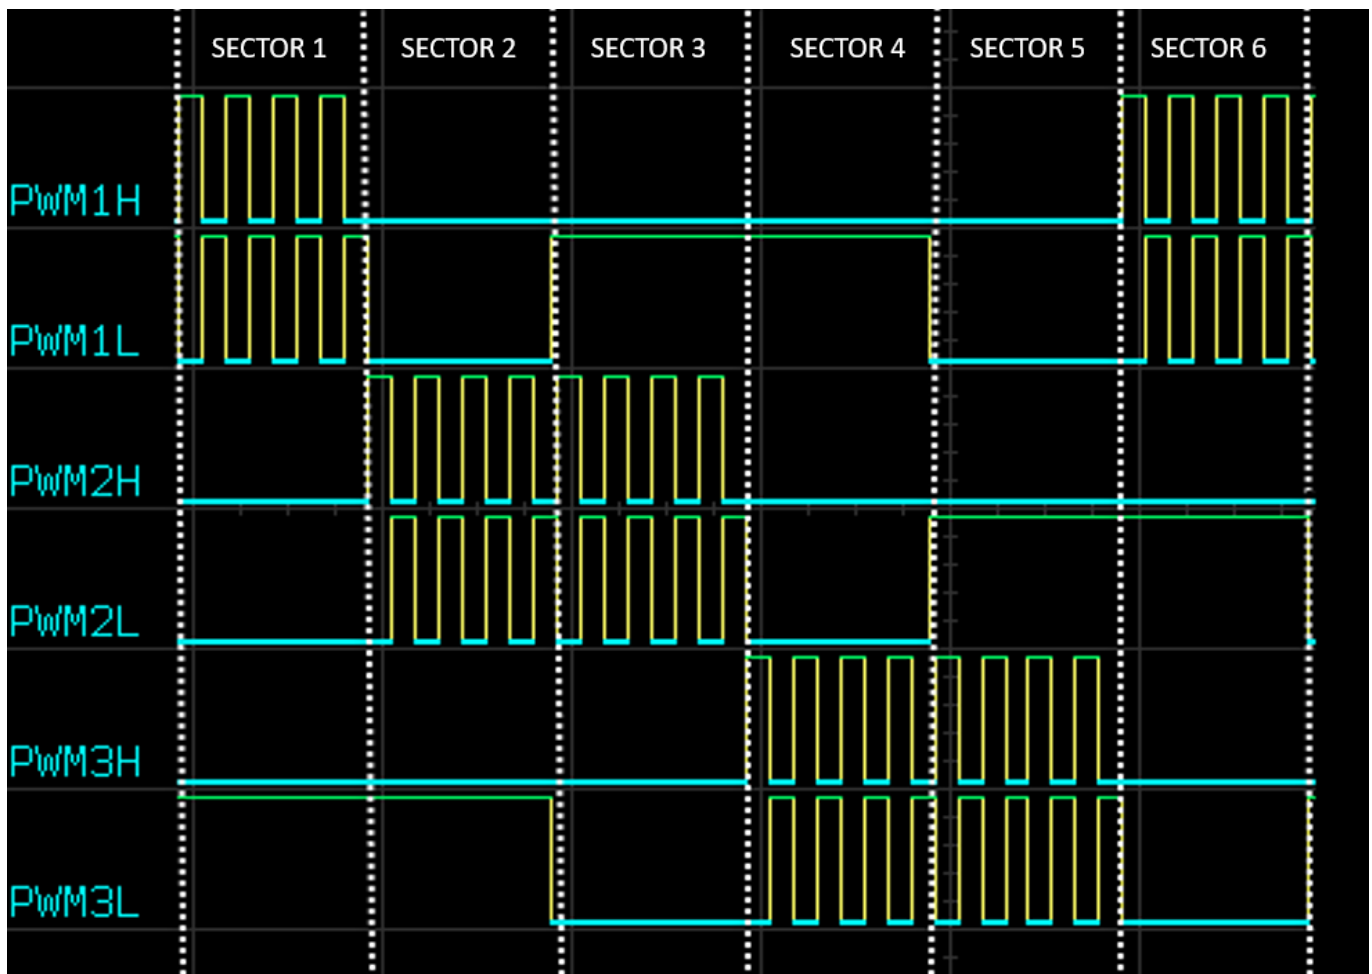 SECTOR 1 SECTOR 2 SECTOR 3 SECTOR 4 SECTOR 5 SECTOR 6
PWM1H
PWM1L
PWM2H
PWM2L
PWM3H
PWM3L